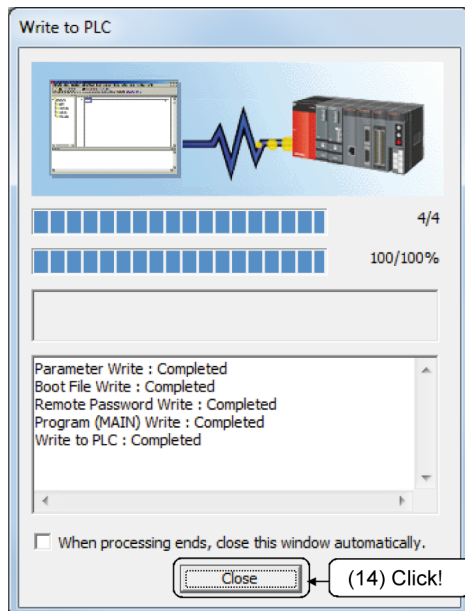 Write to PLC
4/4
100/100%
Parameter Write : Completed
Boot File Write : Completed
Remote Password Write : Completed
Program (MAIN) Write : Completed
Write to PLC : Completed
When processing ends, close this window automatically.
Close
(14) Click!